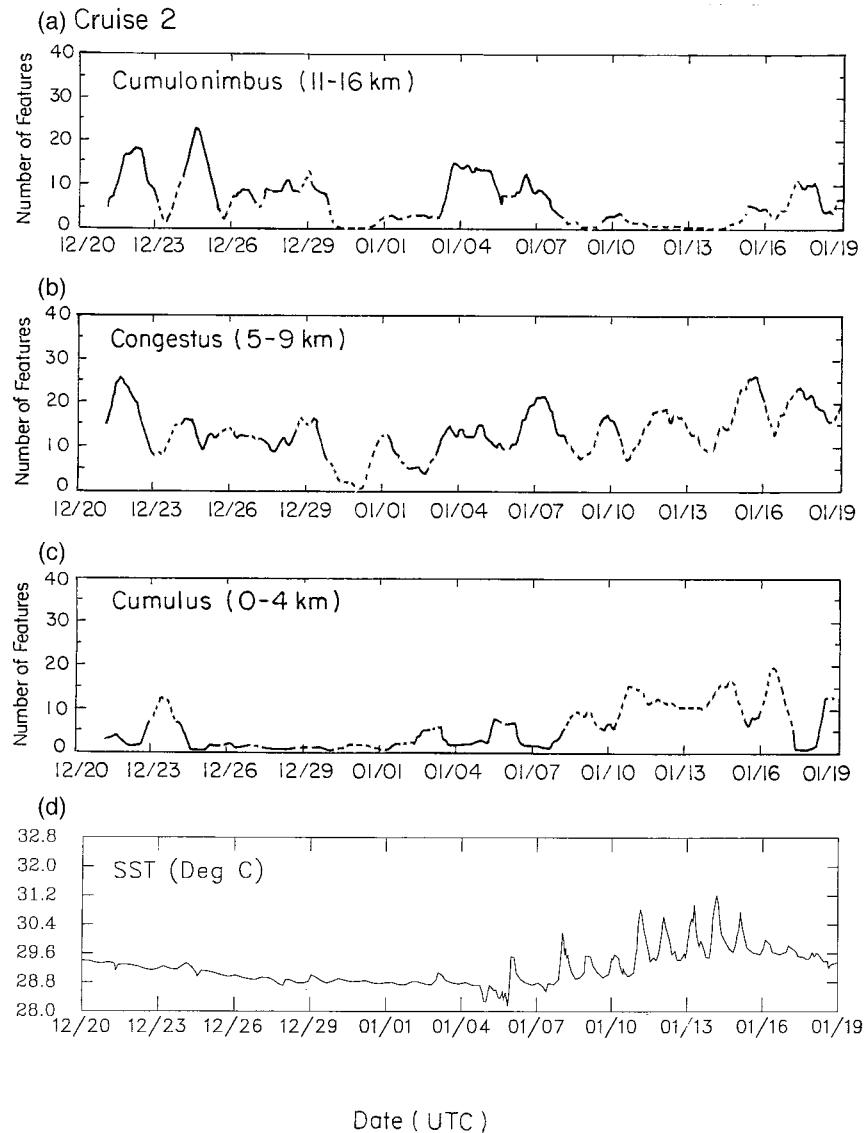 (a) Cruise 2
40
30
20
10
0
Number of Features
Cumulonimbus (11-16 km)
12/20 12/23 12/26 12/29 01/01 01/04 01/07 01/10 01/13 01/16 01/19
(b)
40
30
20
10
0
Number of Features
Congestus (5-9 km)
12/20 12/23 12/26 12/29 01/01 01/04 01/07 01/10 01/13 01/16 01/19
(c)
40
30
20
10
0
Number of Features
Cumulus (0-4 km)
12/20 12/23 12/26 12/29 01/01 01/04 01/07 01/10 01/13 01/16 01/19
(d)
32.8
32.0
31.2
30.4
29.6
28.8
28.0
SST (Deg C)
12/20 12/23 12/26 12/29 01/01 01/04 01/07 01/10 01/13 01/16 01/19
Date (UTC)